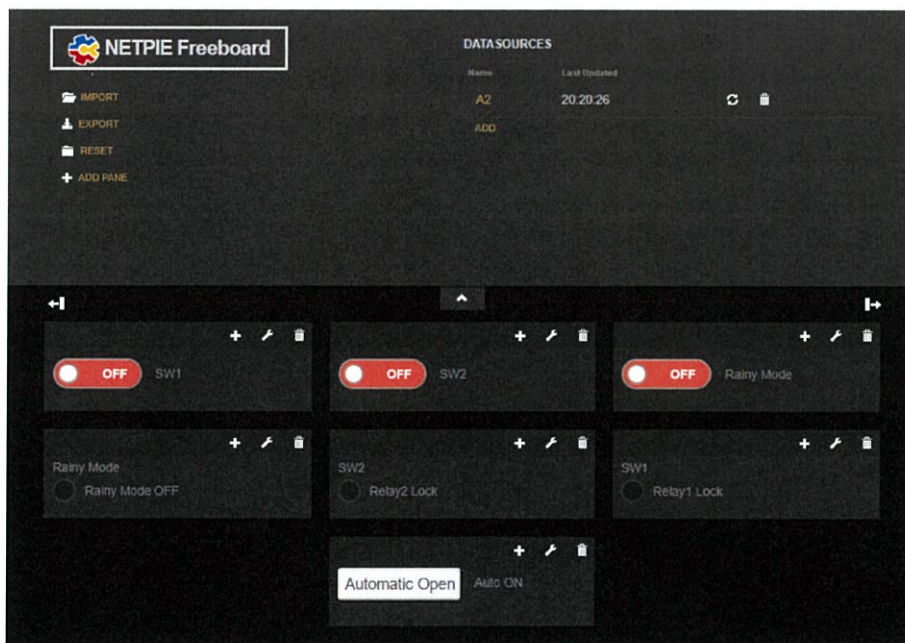 NETPIE Freeboard
IMPORT
EXPORT
RESET
ADD PANE
DATASOURCES
Name Last Updated
A2 20:20:26
ADD
OFF SW1
OFF SW2
OFF Rainy Mode
Rainy Mode
Rainy Mode OFF
SW2
Relay2 Lock
SW1
Relay1 Lock
Automatic Open Auto ON